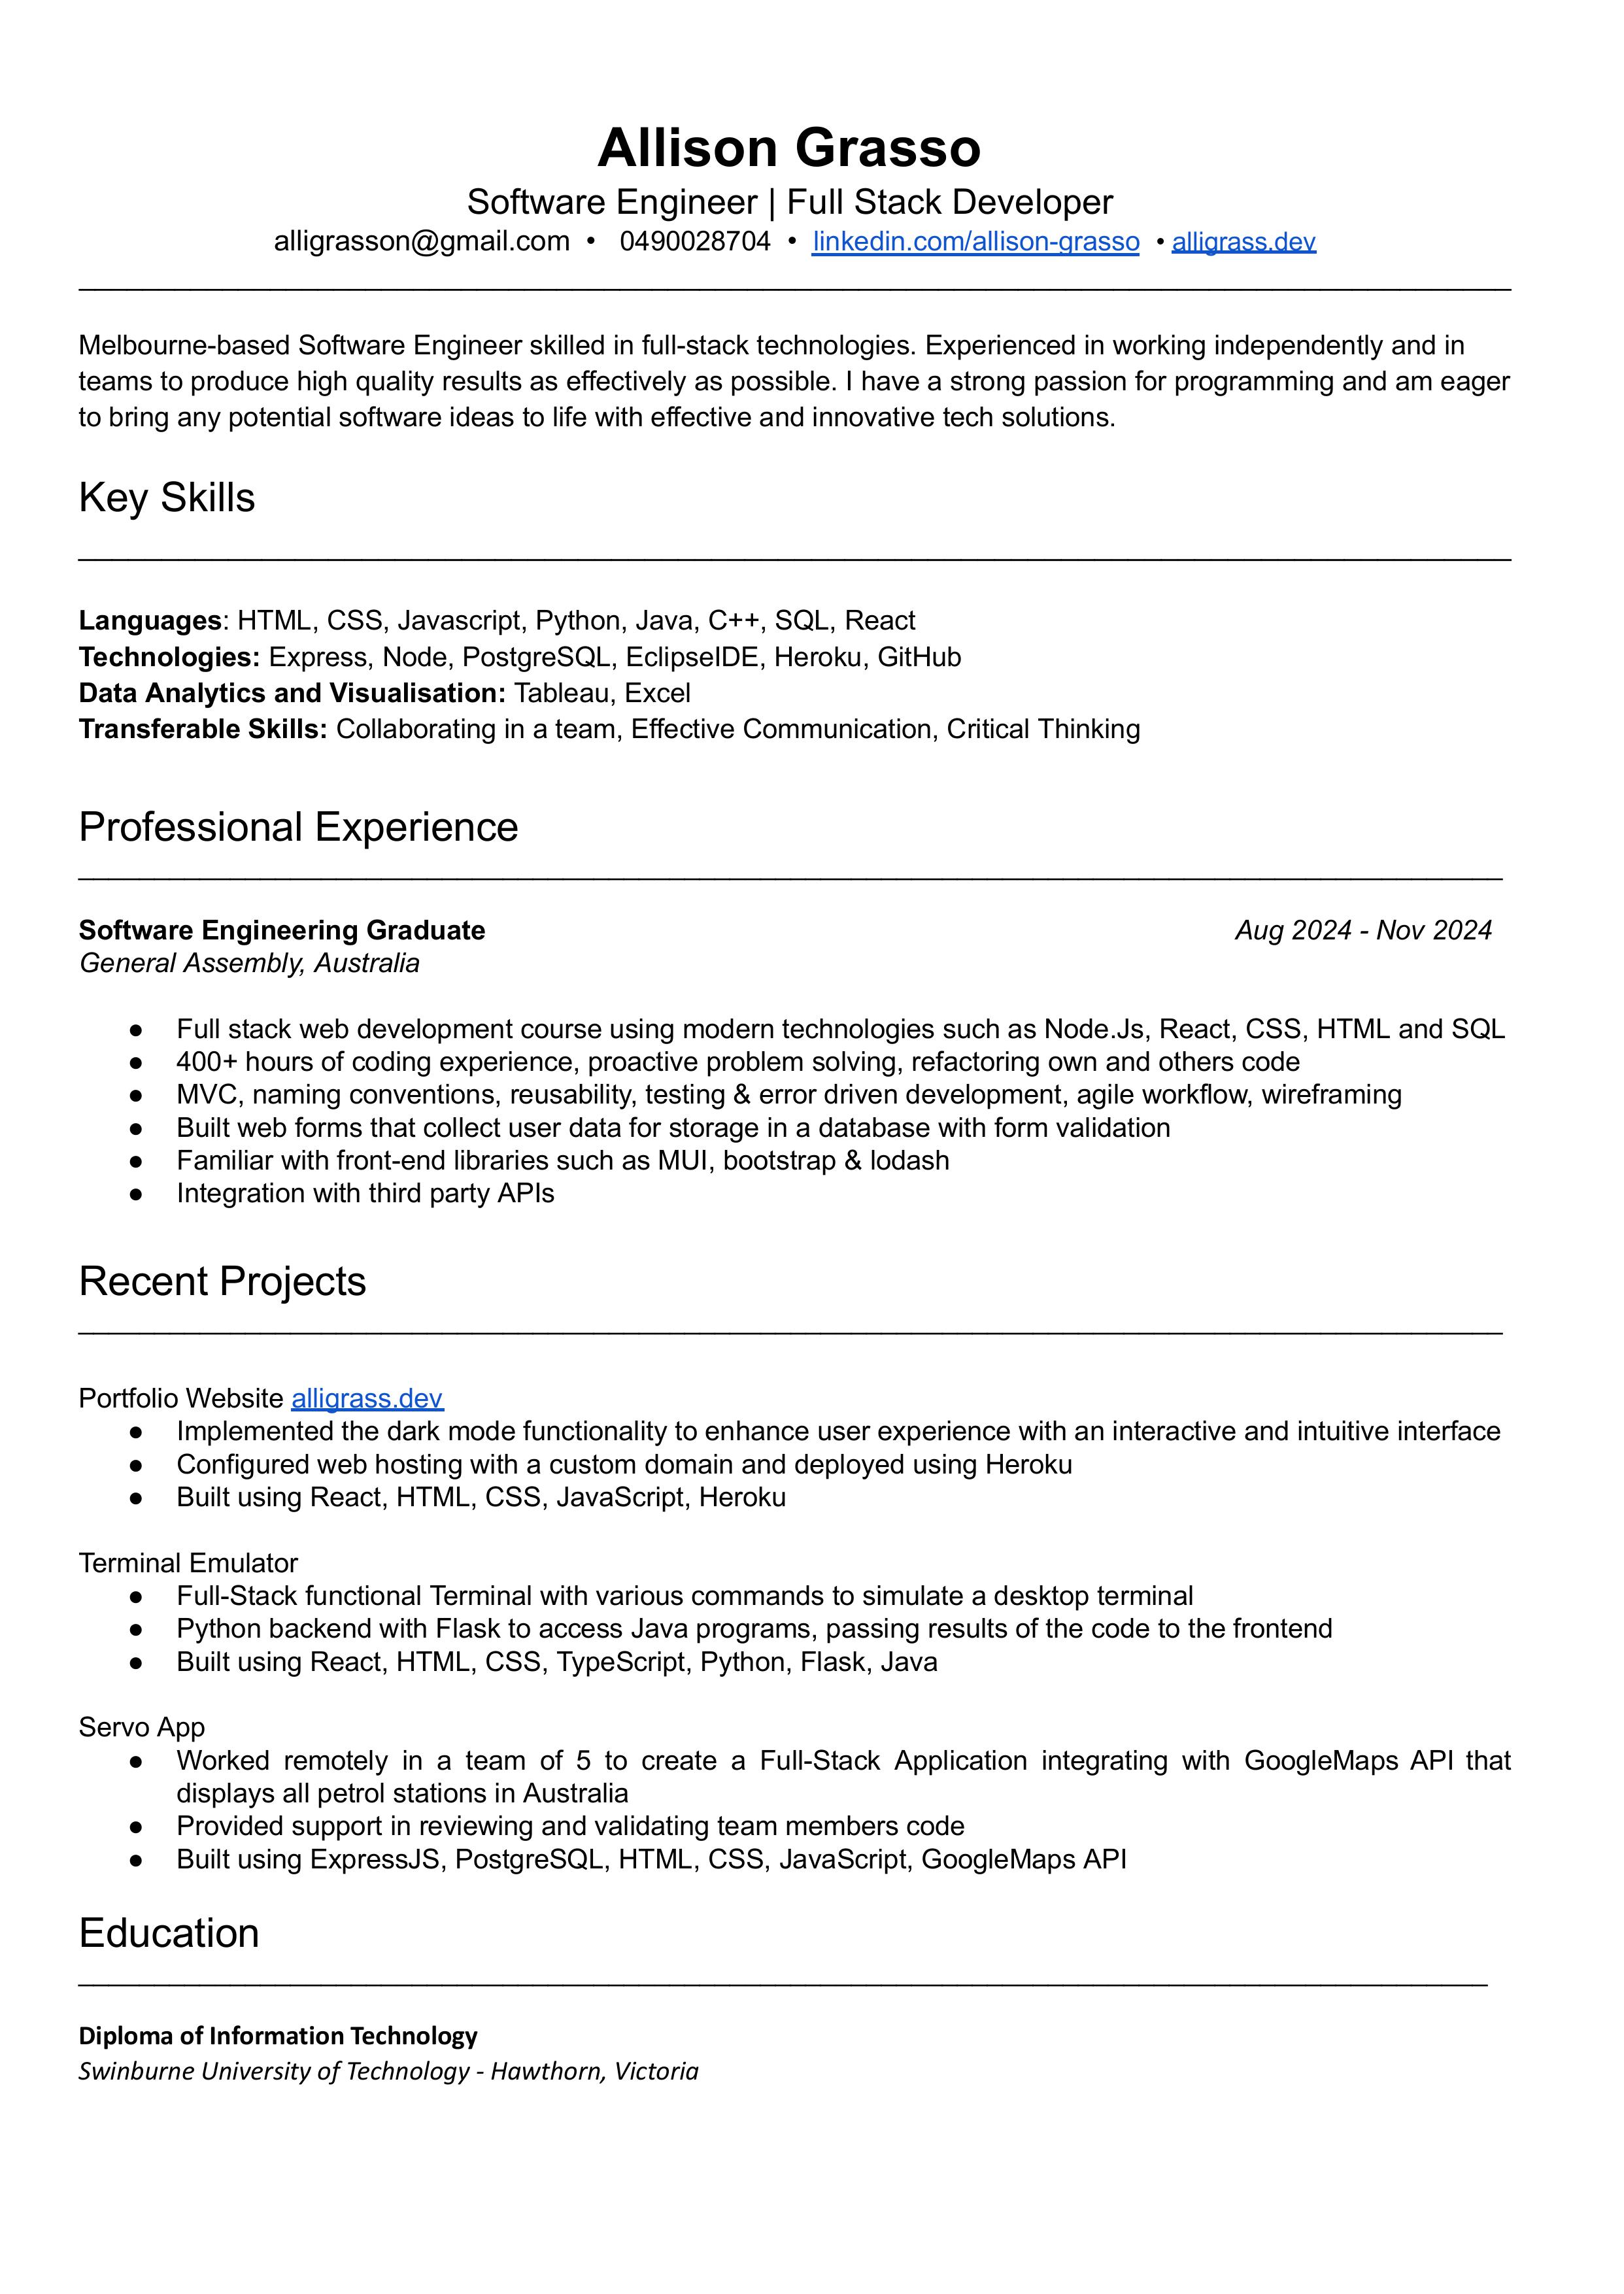 Allison Grasso
Software Engineer | Full Stack Developer
alligrasson@gmail.com • 0490028704 • linkedin.com/allison-grasso • alligrass.dev
Melbourne-based Software Engineer skilled in full-stack technologies. Experienced in working independently and in
teams to produce high quality results as effectively as possible. I have a strong passion for programming and am eager
to bring any potential software ideas to life with effective and innovative tech solutions.
Key Skills
Languages: HTML, CSS, Javascript, Python, Java, C++, SQL, React
Technologies: Express, Node, PostgreSQL, EclipseIDE, Heroku, GitHub
Data Analytics and Visualisation: Tableau, Excel
Transferable Skills: Collaborating in a team, Effective Communication, Critical Thinking
Professional Experience
Software Engineering Graduate Aug 2024 - Nov 2024
General Assembly, Australia
● Full stack web development course using modern technologies such as Node.Js, React, CSS, HTML and SQL
● 400+ hours of coding experience, proactive problem solving, refactoring own and others code
● MVC, naming conventions, reusability, testing & error driven development, agile workflow, wireframing
● Built web forms that collect user data for storage in a database with form validation
● Familiar with front-end libraries such as MUI, bootstrap & lodash
● Integration with third party APIs
Recent Projects
Portfolio Website alligrass.dev
● Implemented the dark mode functionality to enhance user experience with an interactive and intuitive interface
● Configured web hosting with a custom domain and deployed using Heroku
● Built using React, HTML, CSS, JavaScript, Heroku
Terminal Emulator
● Full-Stack functional Terminal with various commands to simulate a desktop terminal
● Python backend with Flask to access Java programs, passing results of the code to the frontend
● Built using React, HTML, CSS, TypeScript, Python, Flask, Java
Servo App
● Worked remotely in a team of 5 to create a Full-Stack Application integrating with GoogleMaps API that
displays all petrol stations in Australia
● Provided support in reviewing and validating team members code
● Built using ExpressJS, PostgreSQL, HTML, CSS, JavaScript, GoogleMaps API
Education
Diploma of Information Technology
Swinburne University of Technology - Hawthorn, Victoria